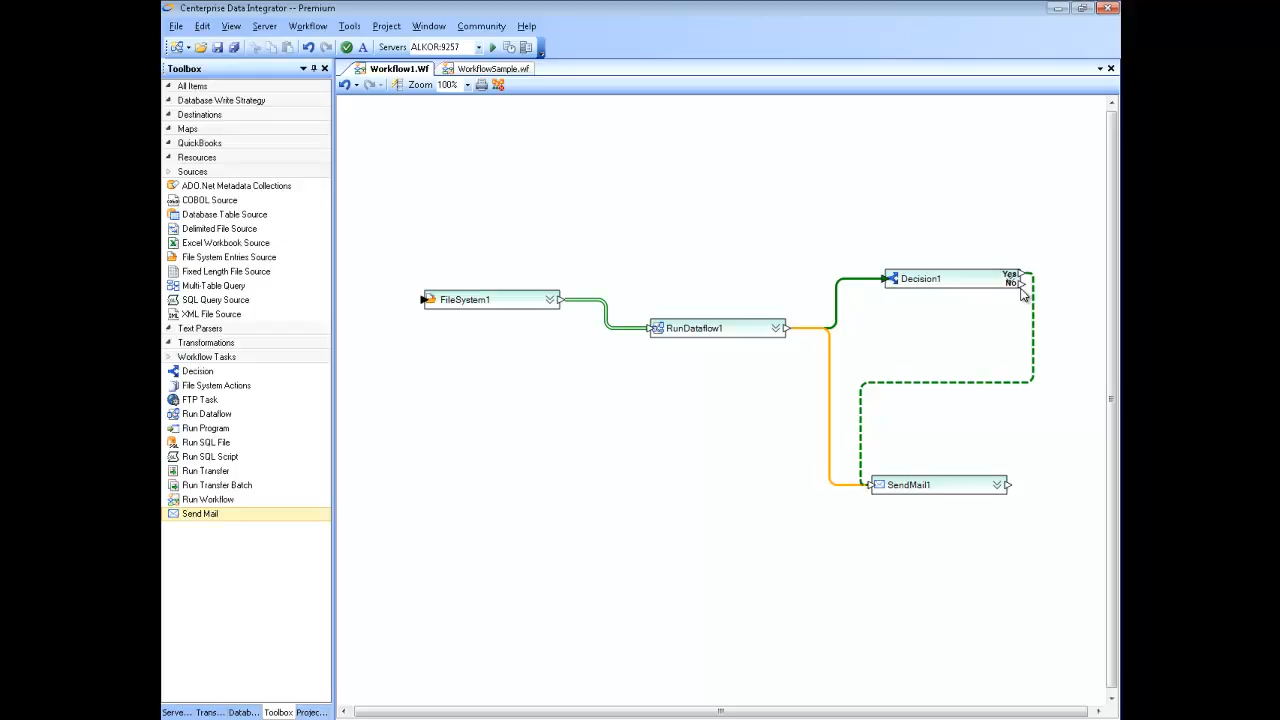 Centerprise Data Integrator -- Premium
File Edit View Server Workflow Tools Project Window Community Help
Servers ALKOR:9257
Toolbox
Workflow1.Wf WorkflowSample.wf
Zoom 100%
All Items
Database Write Strategy
Destinations
Maps
QuickBooks
Resources
Sources
ADO.Net Metadata Collections
COBOL Source
Database Table Source
Delimited File Source
Excel Workbook Source
File System Entries Source
Fixed Length File Source
Multi-Table Query
SQL Query Source
XML File Source
Text Parsers
Transformations
Workflow Tasks
Decision
File System Actions
FTP Task
Run Dataflow
Run Program
Run SQL File
Run SQL Script
Run Transfer
Run Transfer Batch
Run Workflow
Send Mail
FileSystem1
RunDataflow1
Decision1
Yes
No
SendMail1
Serve... Trans... Datab... Toolbox Projec...